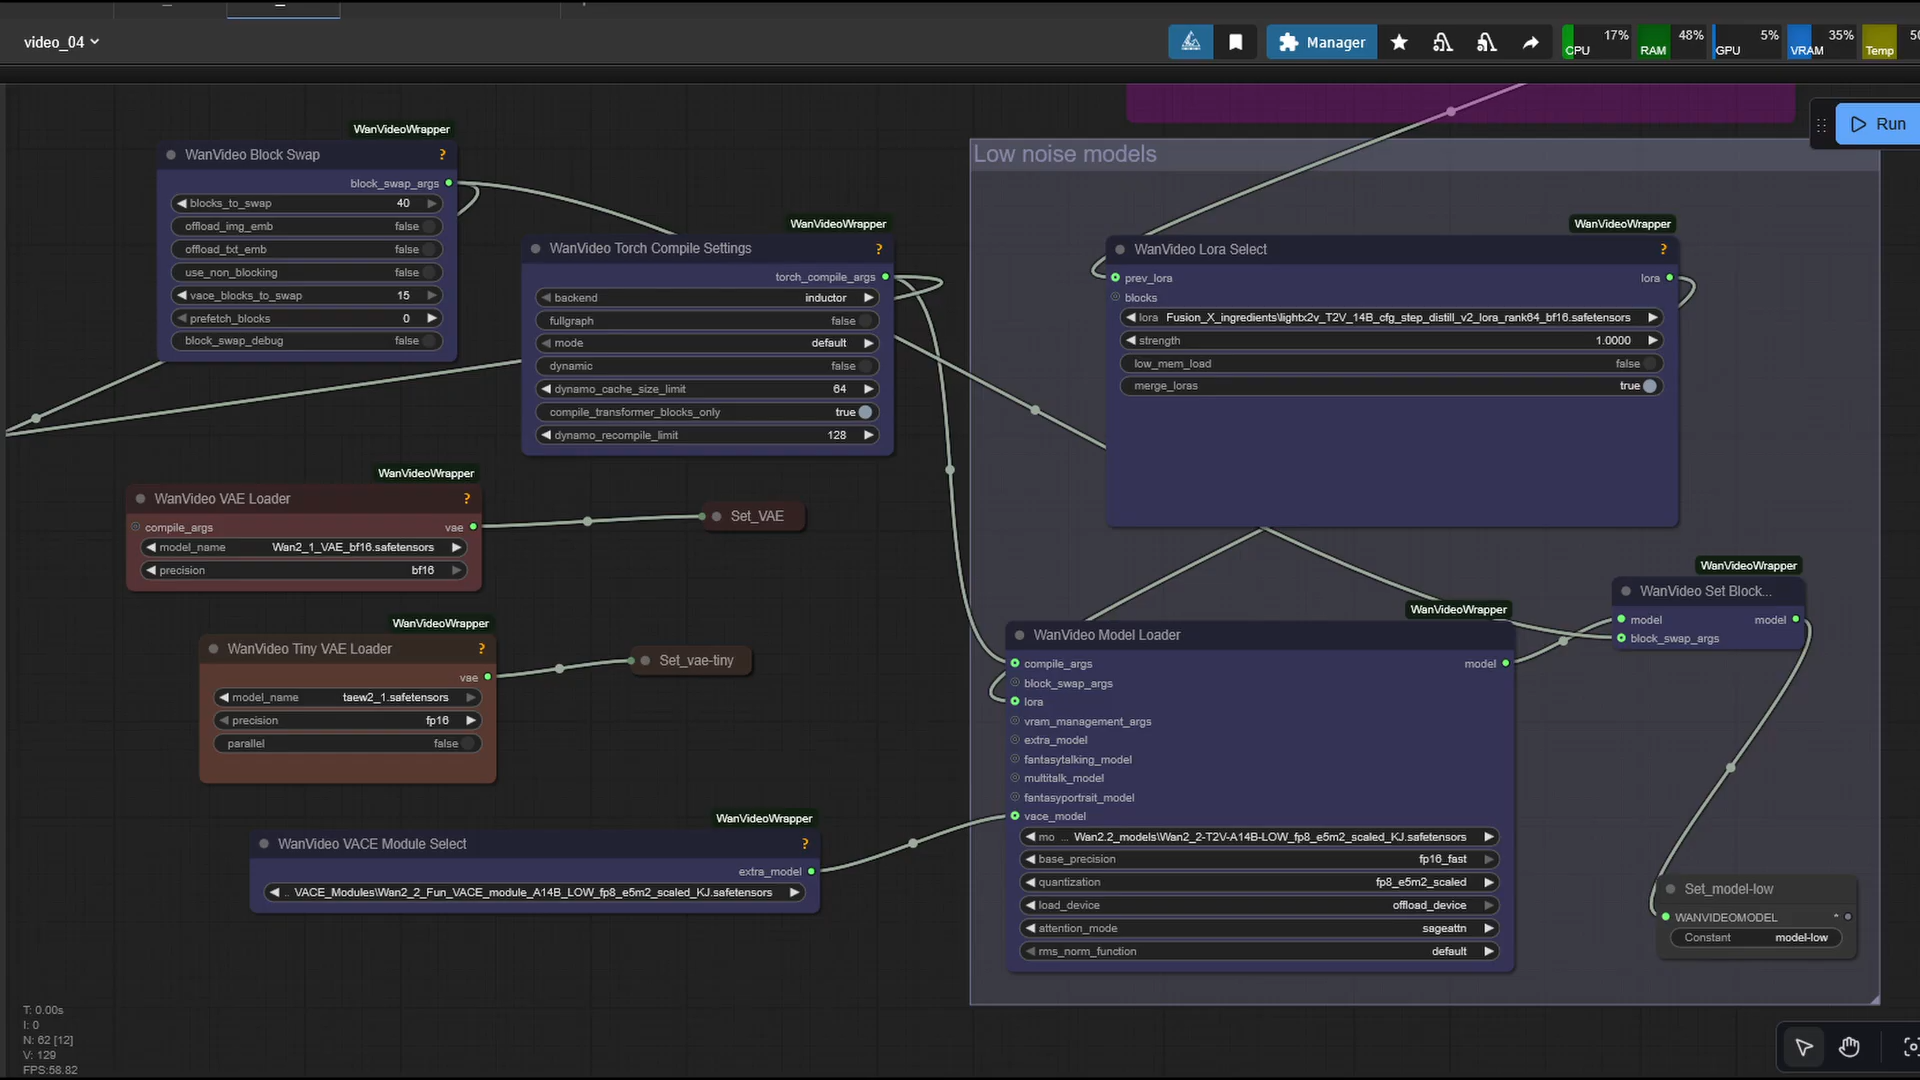 video_04
Manager
CPU
17%
RAM
48%
GPU
5%
VRAM
35%
Temp
Run
WanVideoWrapper
WanVideo Block Swap
?
block_swap_args
blocks_to_swap 40
offload_img_emb false
offload_txt_emb false
use_non_blocking false
vace_blocks_to_swap 15
prefetch_blocks 0
block_swap_debug false
WanVideoWrapper
WanVideo Torch Compile Settings
?
torch_compile_args
backend inductor
fullgraph false
mode default
dynamic false
dynamo_cache_size_limit 64
compile_transformer_blocks_only true
dynamo_recompile_limit 128
WanVideoWrapper
WanVideo VAE Loader
?
compile_args vae
model_name Wan2_1_VAE_bf16.safetensors
precision bf16
Set_VAE
WanVideoWrapper
WanVideo Tiny VAE Loader
?
vae
model_name taew2_1.safetensors
precision fp16
parallel false
Set_vae-tiny
WanVideoWrapper
WanVideo VACE Module Select
?
extra_model
.. VACE_Modules\Wan2_2_Fun_VACE_module_A14B_LOW_fp8_e5m2_scaled_KJ.safetensors
Low noise models
WanVideoWrapper
WanVideo Lora Select
?
prev_lora lora
blocks
lora Fusion_X_ingredients\lightx2v_T2V_14B_cfg_step_distill_v2_lora_rank64_bf16.safetensors
strength 1.0000
low_mem_load false
merge_loras true
WanVideoWrapper
WanVideo Model Loader
compile_args model
block_swap_args
lora
vram_management_args
extra_model
fantasytalking_model
multitalk_model
fantasyportrait_model
vace_model
mo ... Wan2.2_models\Wan2_2-T2V-A14B-LOW_fp8_e5m2_scaled_KJ.safetensors
base_precision fp16_fast
quantization fp8_e5m2_scaled
load_device offload_device
attention_mode sageattn
rms_norm_function default
WanVideoWrapper
WanVideo Set Block...
model model
block_swap_args
Set_model-low
WANVIDEOMODEL *
Constant model-low
T: 0.00s
I: 0
N: 62 [12]
V: 129
FPS:58.82